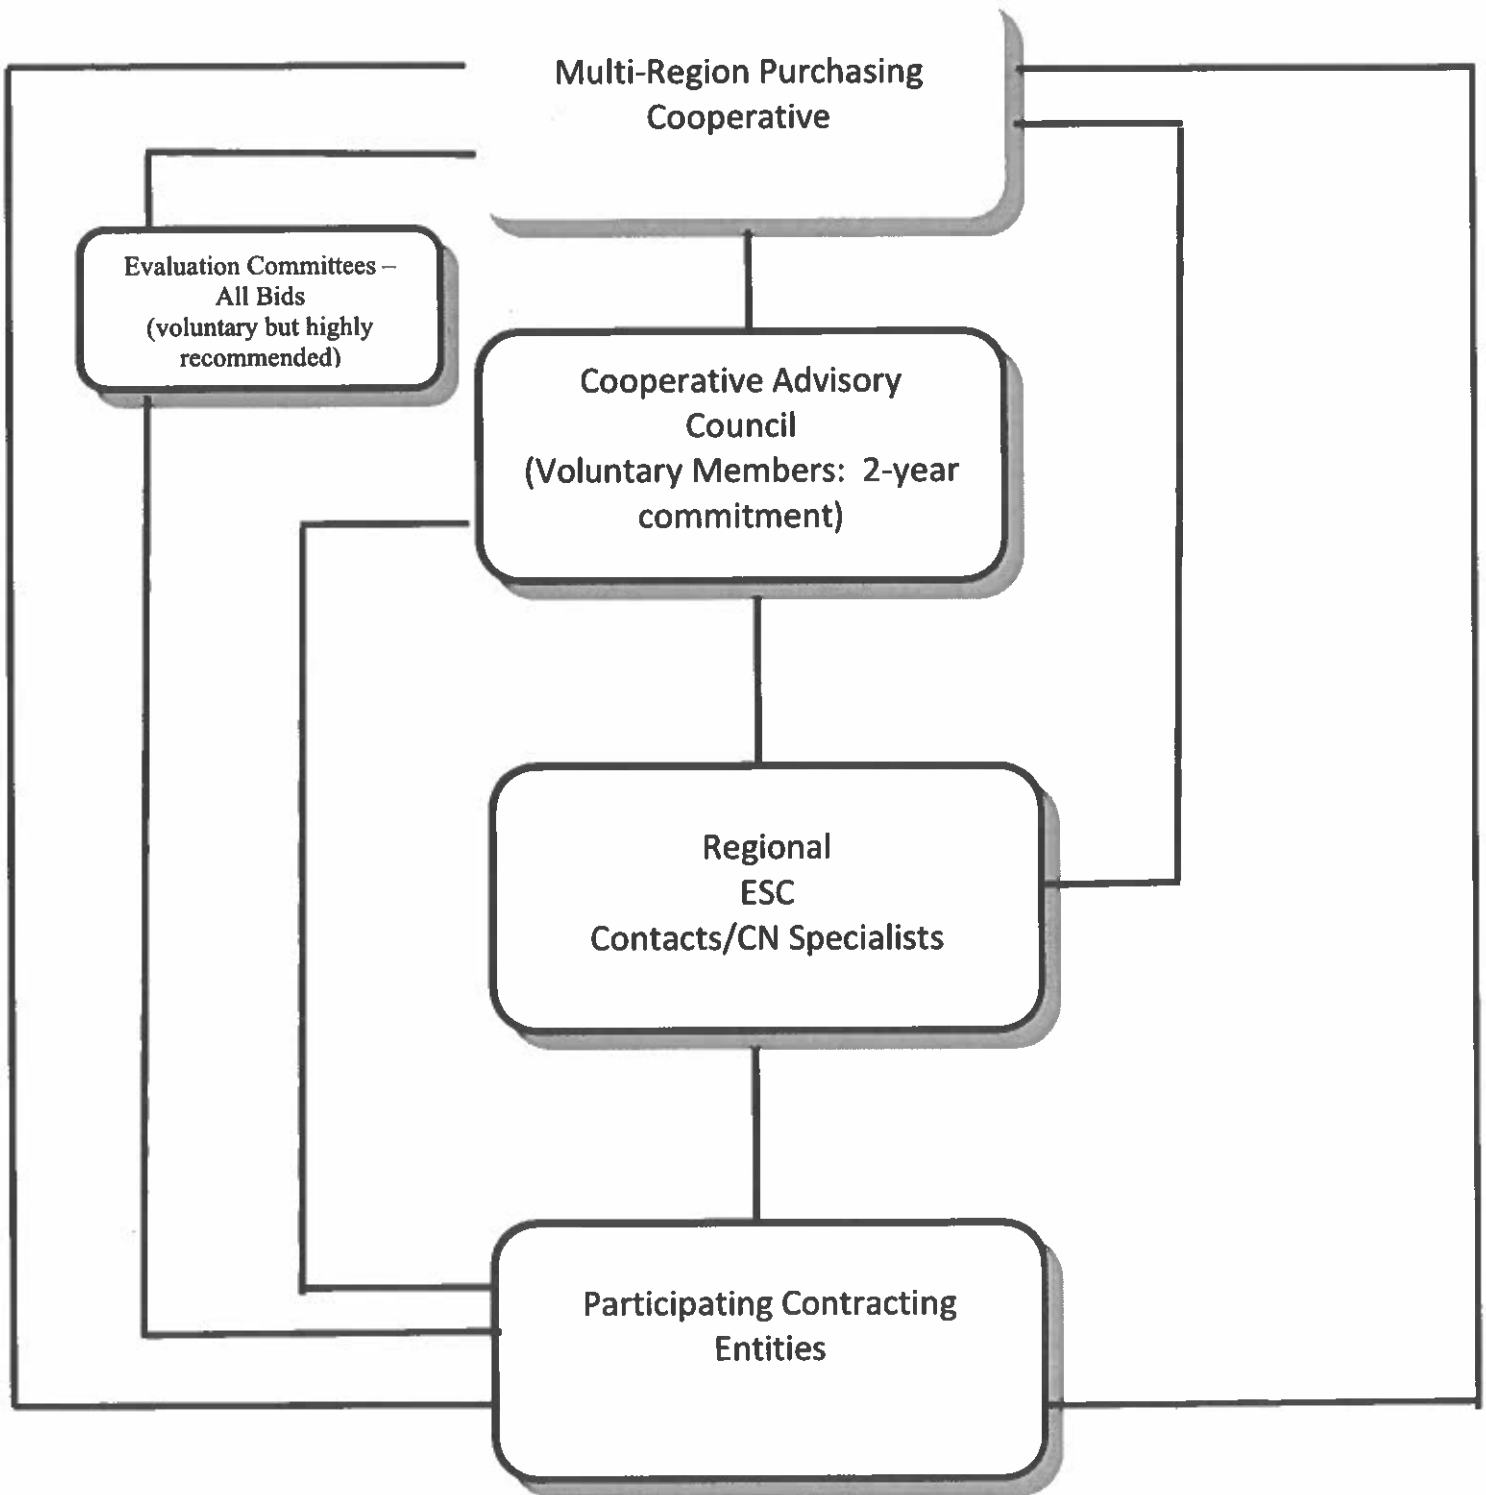 Multi-Region Purchasing
Cooperative
Evaluation Committees –
All Bids
(voluntary but highly
recommended)
Cooperative Advisory
Council
(Voluntary Members:  2-year
commitment)
Regional
ESC
Contacts/CN Specialists
Participating Contracting
Entities